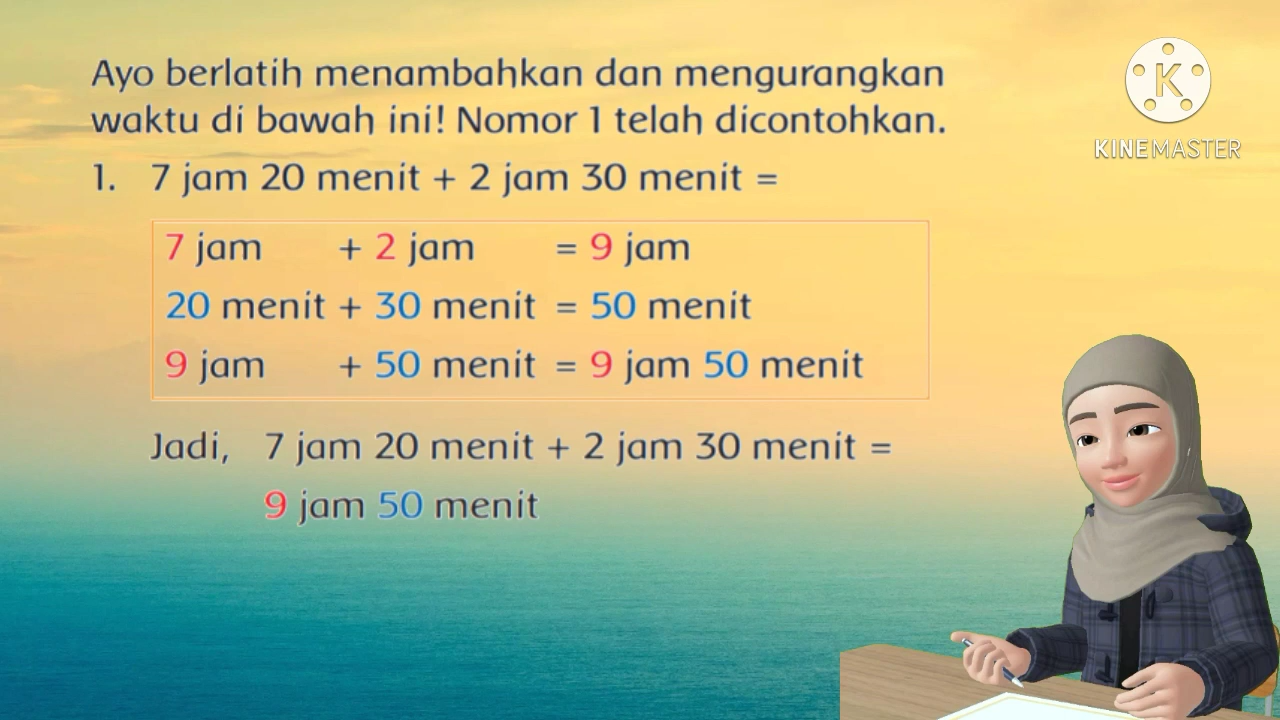 Ayo berlatih menambahkan dan mengurangkan
waktu di bawah ini! Nomor 1 telah dicontohkan.
1. 7 jam 20 menit + 2 jam 30 menit =
7 jam + 2 jam = 9 jam
20 menit + 30 menit = 50 menit
9 jam + 50 menit = 9 jam 50 menit
Jadi, 7 jam 20 menit + 2 jam 30 menit =
9 jam 50 menit
K
KINEMASTER